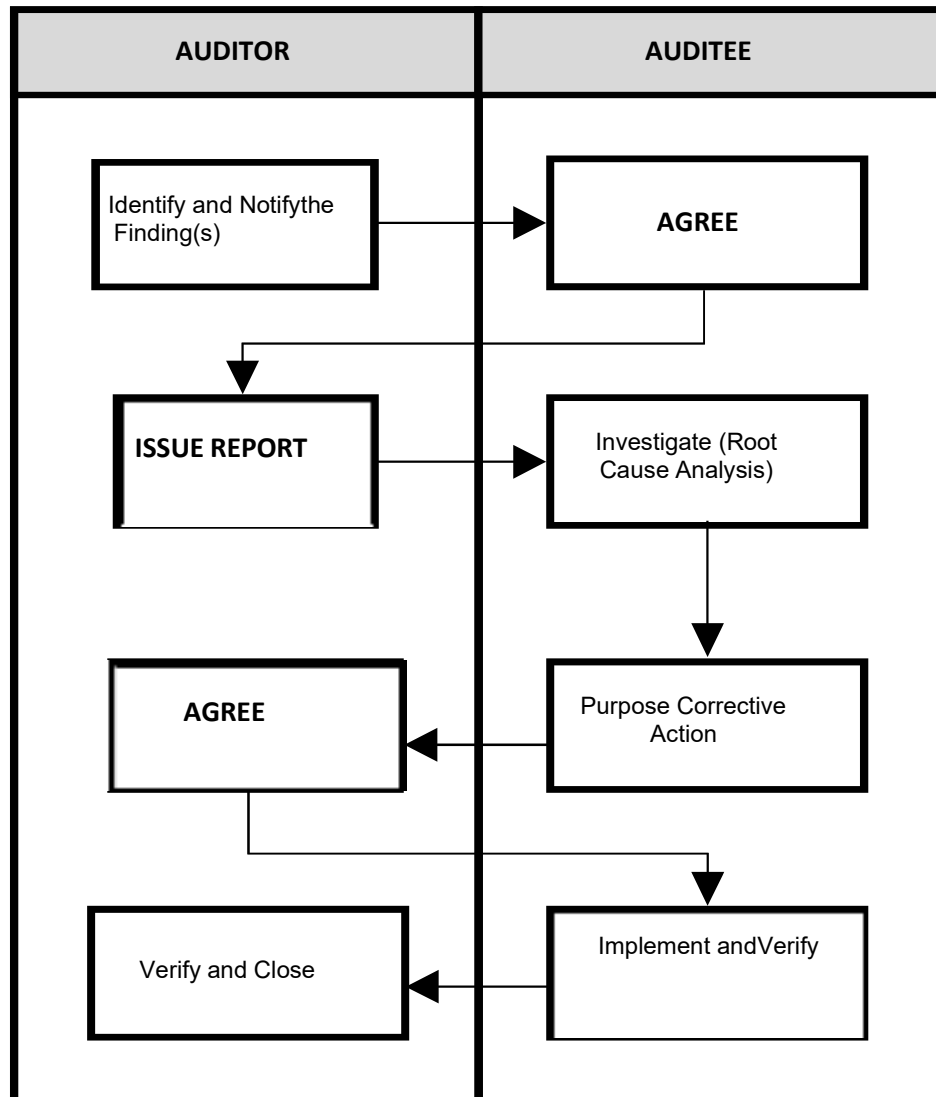 AUDITOR
AUDITEE
Identify and Notifythe
Finding(s)
AGREE
ISSUE REPORT
Investigate (Root
Cause Analysis)
AGREE
Purpose Corrective
Action
Verify and Close
Implement andVerify